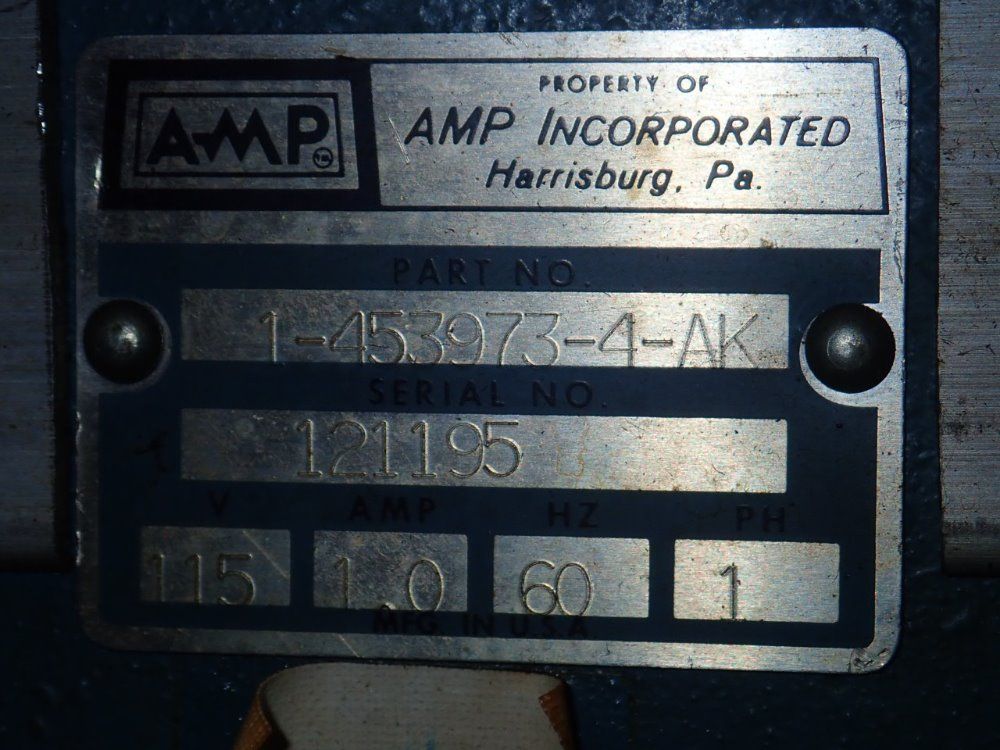 AMP
TM
PROPERTY OF
AMP INCORPORATED
Harrisburg, Pa.
PART NO.
1-453973-4-AK
SERIAL NO.
121195
V AMP HZ PH
115 1.0 60 1
MFG. IN U.S.A.